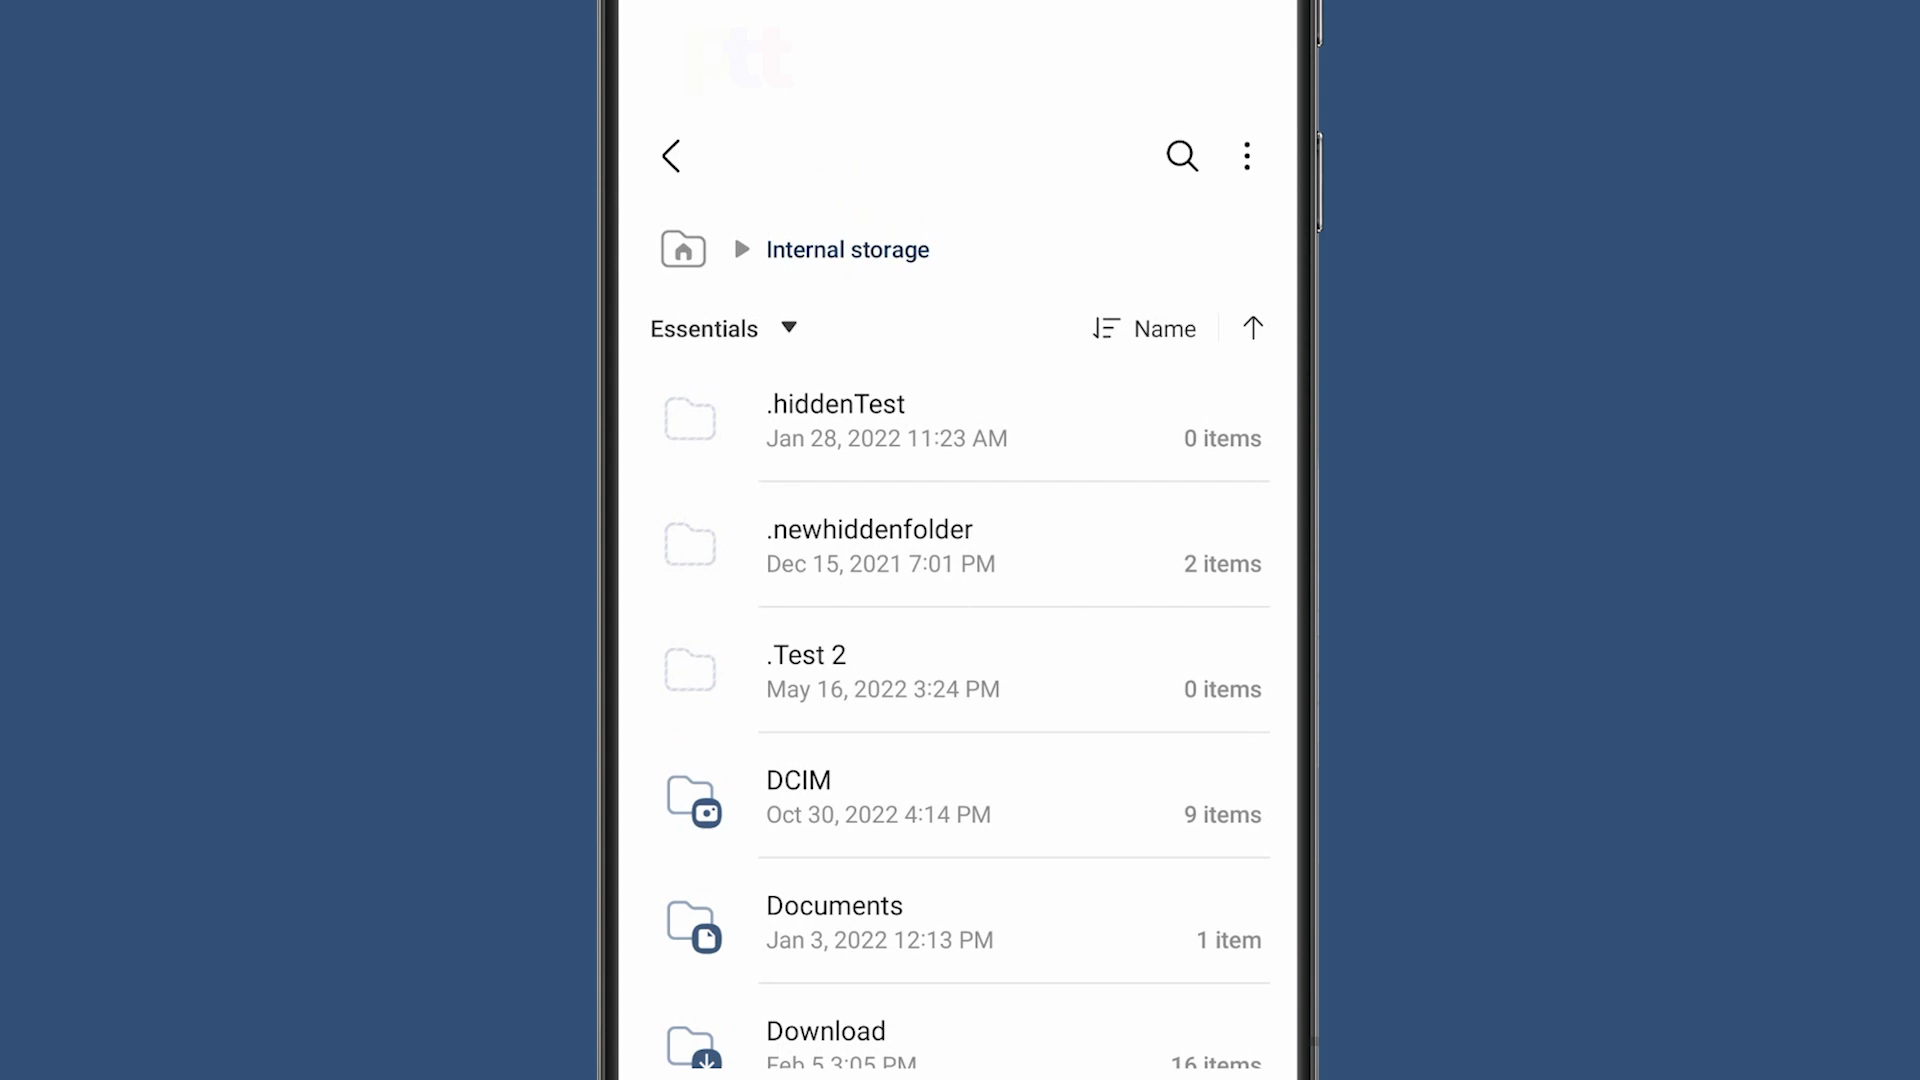 Internal storage
Essentials
Name
.hiddenTest
Jan 28, 2022 11:23 AM
0 items
.newhiddenfolder
Dec 15, 2021 7:01 PM
2 items
.Test 2
May 16, 2022 3:24 PM
0 items
DCIM
Oct 30, 2022 4:14 PM
9 items
Documents
Jan 3, 2022 12:13 PM
1 item
Download
Feb 5 3:05 PM
16 items